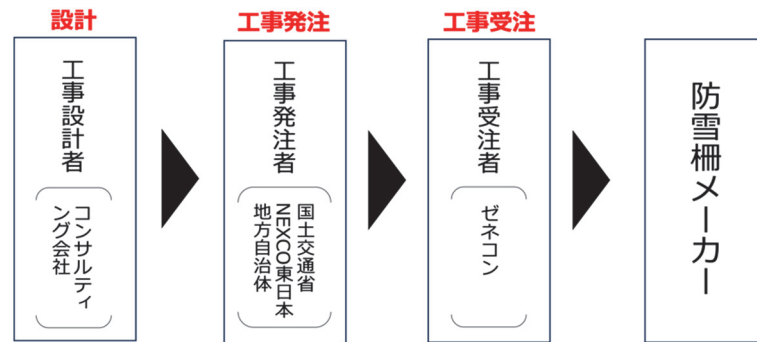 設計
工事設計者
コンサルティ
ング会社
工事発注
工事発注者
国土交通省
NEXCO東日本
地方自治体
工事受注
工事受注者
ゼネコン
防雪柵メーカー